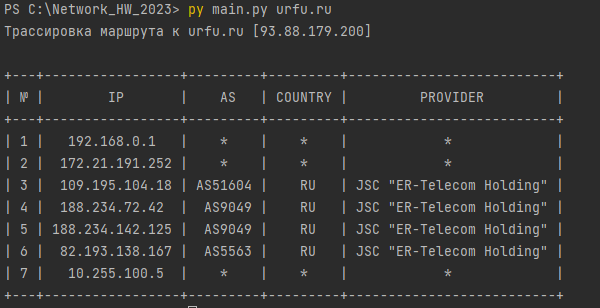 PS C:\Network_HW_2023> py main.py urfu.ru
Трассировка маршрута к urfu.ru [93.88.179.200]
+---+-----------------+---------+---------+--------------------------+
| № |        IP       |    AS   | COUNTRY |         PROVIDER         |
+---+-----------------+---------+---------+--------------------------+
| 1 |   192.168.0.1   |    *    |    *    |            *             |
| 2 |  172.21.191.252 |    *    |    *    |            *             |
| 3 |  109.195.104.18 | AS51604 |    RU   | JSC "ER-Telecom Holding" |
| 4 |  188.234.72.42  |  AS9049 |    RU   | JSC "ER-Telecom Holding" |
| 5 | 188.234.142.125 |  AS9049 |    RU   | JSC "ER-Telecom Holding" |
| 6 |  82.193.138.167 |  AS5563 |    RU   | JSC "ER-Telecom Holding" |
| 7 |   10.255.100.5  |    *    |    *    |            *             |
+---+-----------------+---------+---------+--------------------------+